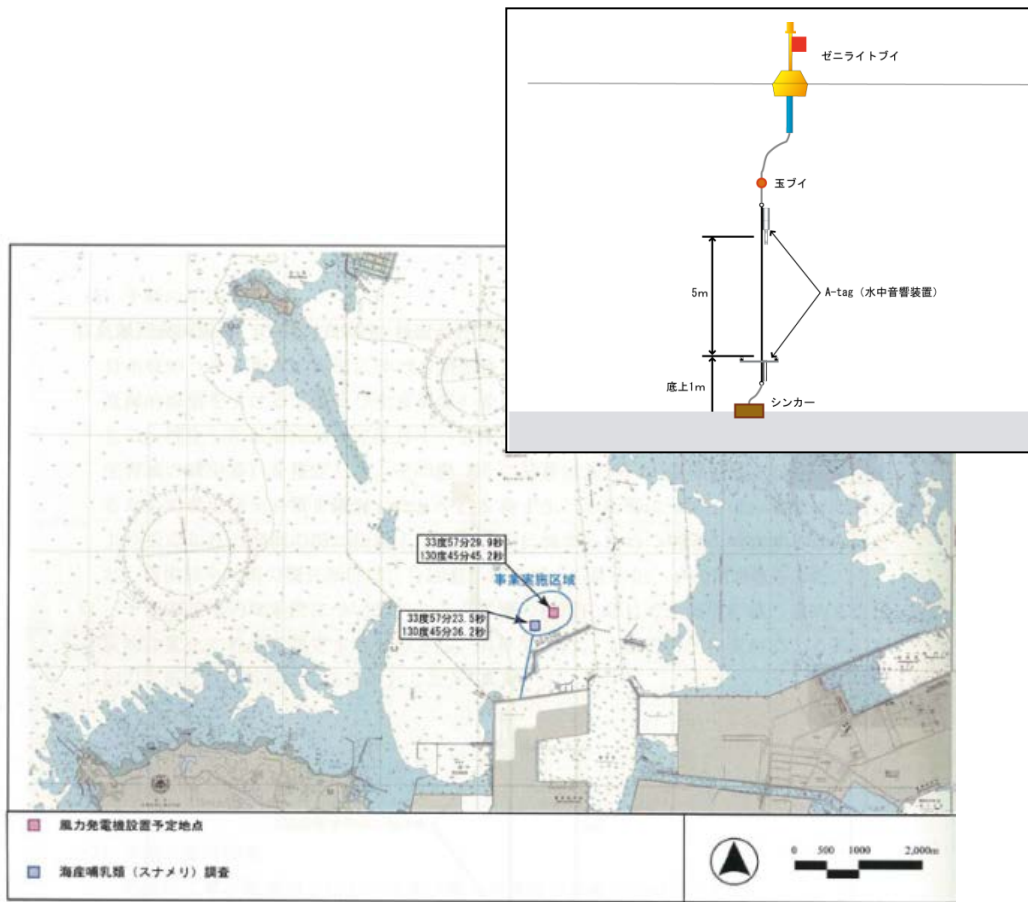 ゼニライトブイ
玉ブイ
5m
A-tag（水中音響装置）
底上1m
シンカー
33度57分29.9秒
130度45分45.2秒
事業実施区域
33度57分23.5秒
130度45分36.2秒
風力発電機設置予定地点
海産哺乳類（スナメリ）調査
0 500 1000 2,000m